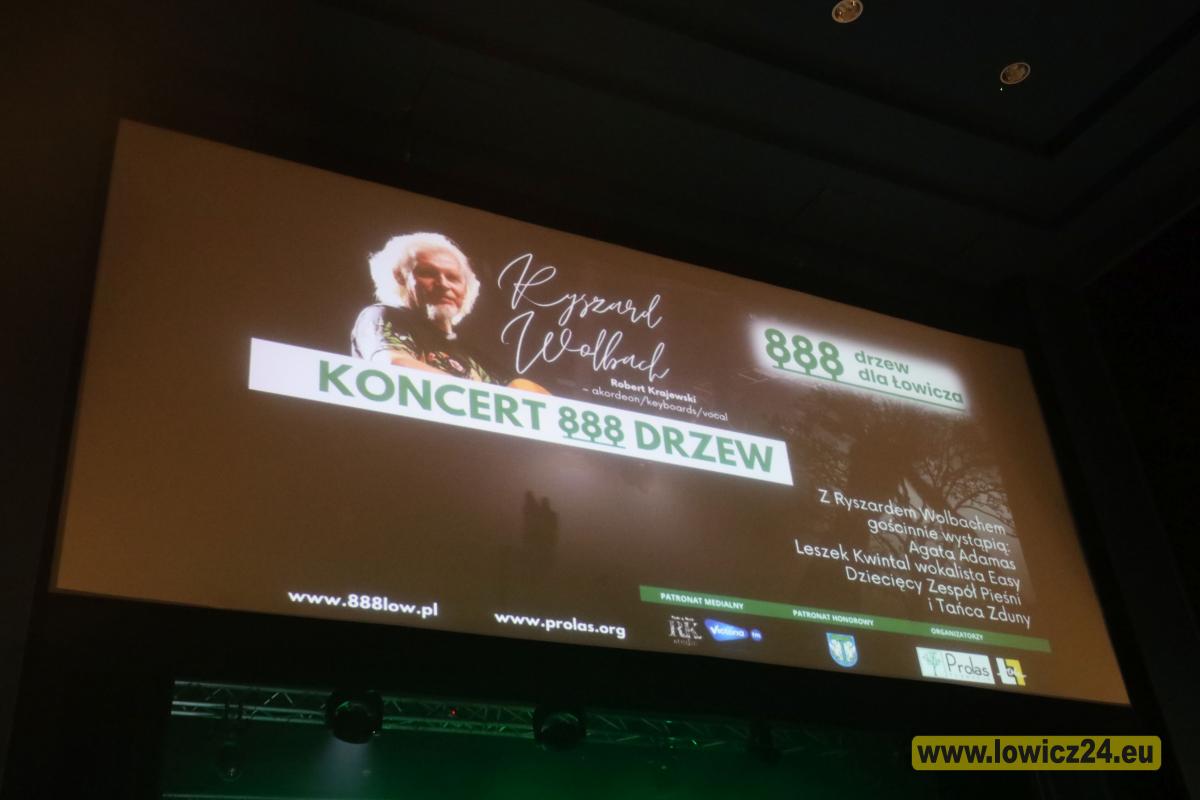 Ryszard
Wolbach
Robert Krajewski
– akordeon/keyboards/vocal
KONCERT 888 DRZEW
888 drzew
dla Łowicza
Z Ryszardem Wolbachem
gościnnie wystąpią:
Agata Adamas
Leszek Kwintal wokalista Easy
Dziecięcy Zespół Pieśni
i Tańca Zduny
www.888low.pl
www.prolas.org
PATRONAT MEDIALNY
PATRONAT HONOROWY
ORGANIZATORZY
RK
Victoria
Prolas
www.lowicz24.eu